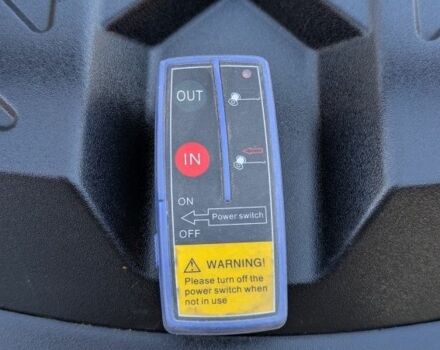 OUT
IN
ON
Power switch
OFF
WARNING!
Please turn off the
power switch when
not in use